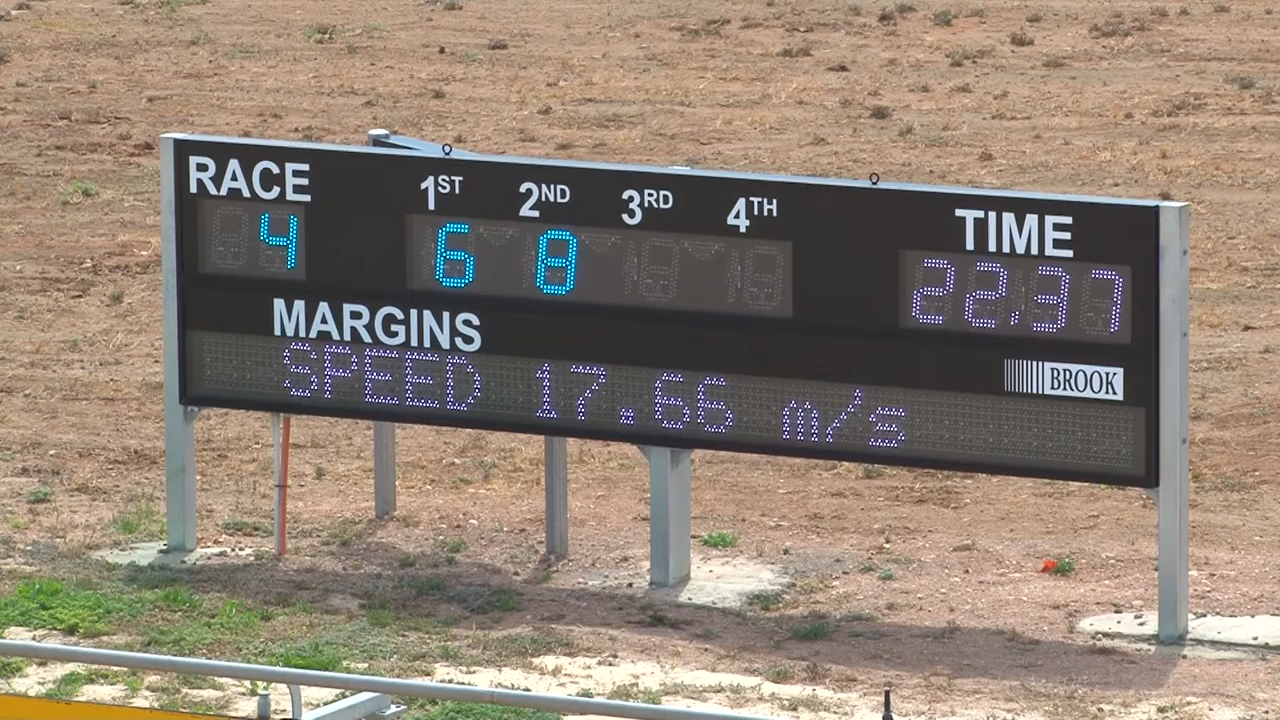 RACE 1ST 2ND 3RD 4TH TIME
4 6 8 22.37
MARGINS
BROOK
SPEED 17.66 m/s